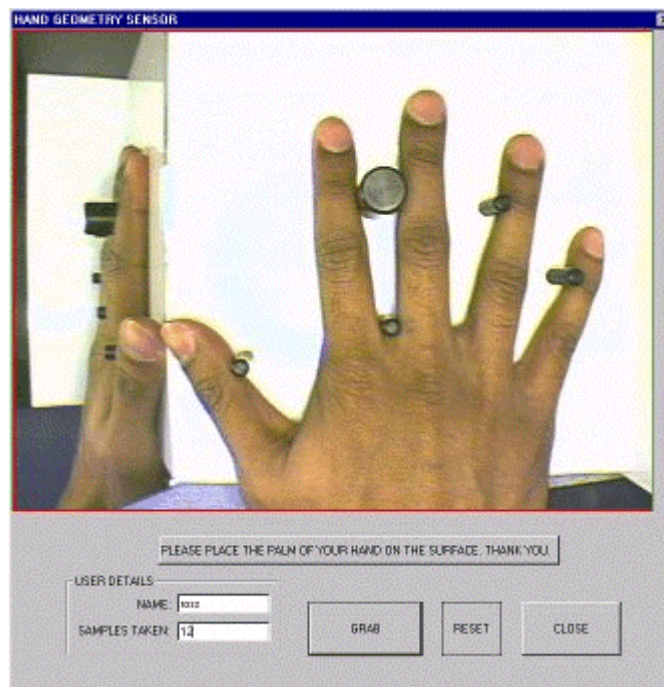 HAND GEOMETRY SENSOR
PLEASE PLACE THE PALM OF YOUR HAND ON THE SURFACE. THANK YOU.
USER DETAILS
NAME:
SAMPLES TAKEN: 12
GRAB
RESET
CLOSE